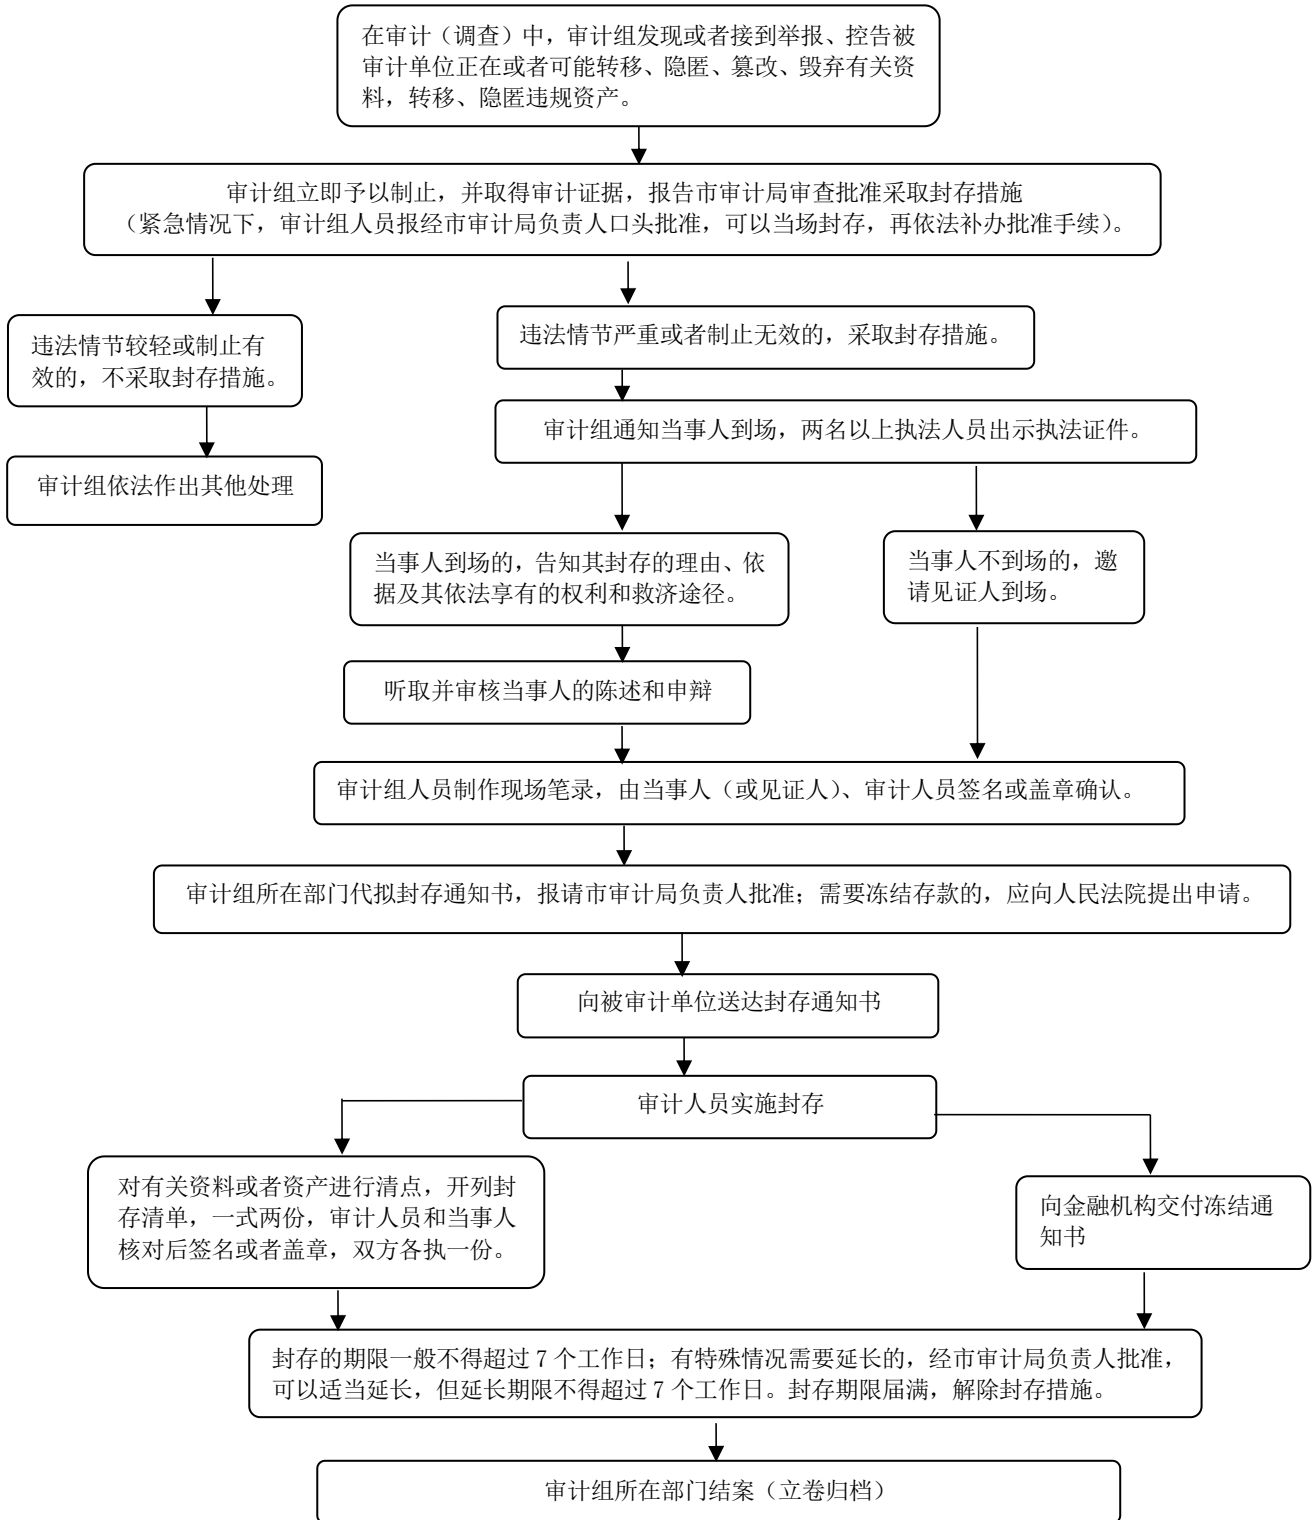 在审计（调查）中，审计组发现或者接到举报、控告被
审计单位正在或者可能转移、隐匿、篡改、毁弃有关资
料，转移、隐匿违规资产。
审计组立即予以制止，并取得审计证据，报告市审计局审查批准采取封存措施
（紧急情况下，审计组人员报经市审计局负责人口头批准，可以当场封存，再依法补办批准手续）。
违法情节较轻或制止有
效的，不采取封存措施。
违法情节严重或者制止无效的，采取封存措施。
审计组通知当事人到场，两名以上执法人员出示执法证件。
审计组依法作出其他处理
当事人到场的，告知其封存的理由、依
据及其依法享有的权利和救济途径。
当事人不到场的，邀
请见证人到场。
听取并审核当事人的陈述和申辩
审计组人员制作现场笔录，由当事人（或见证人）、审计人员签名或盖章确认。
审计组所在部门代拟封存通知书，报请市审计局负责人批准；需要冻结存款的，应向人民法院提出申请。
向被审计单位送达封存通知书
审计人员实施封存
对有关资料或者资产进行清点，开列封
存清单，一式两份，审计人员和当事人
核对后签名或者盖章，双方各执一份。
向金融机构交付冻结通
知书
封存的期限一般不得超过 7 个工作日；有特殊情况需要延长的，经市审计局负责人批准，
可以适当延长，但延长期限不得超过 7 个工作日。封存期限届满，解除封存措施。
审计组所在部门结案（立卷归档）